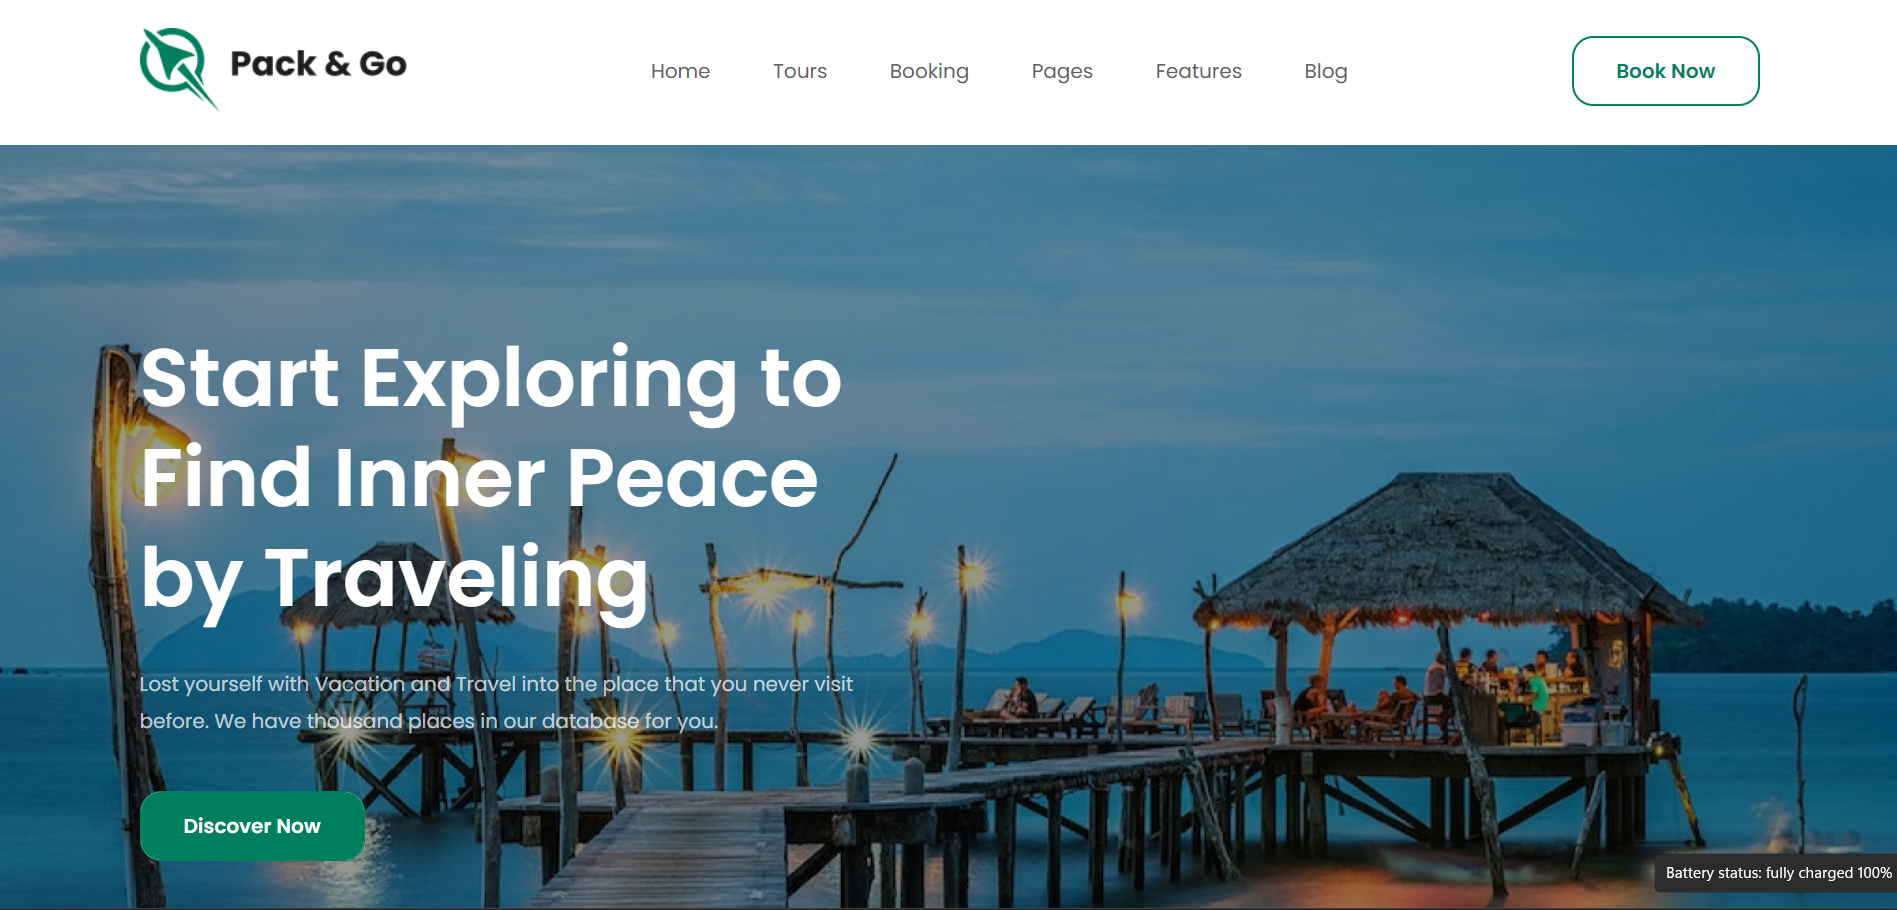 Pack & Go
Home
Tours
Booking
Pages
Features
Blog
Book Now
Start Exploring to
Find Inner Peace
by Traveling
Lost yourself with Vacation and Travel into the place that you never visit
before. We have thousand places in our database for you.
Discover Now
Battery status: fully charged 100%